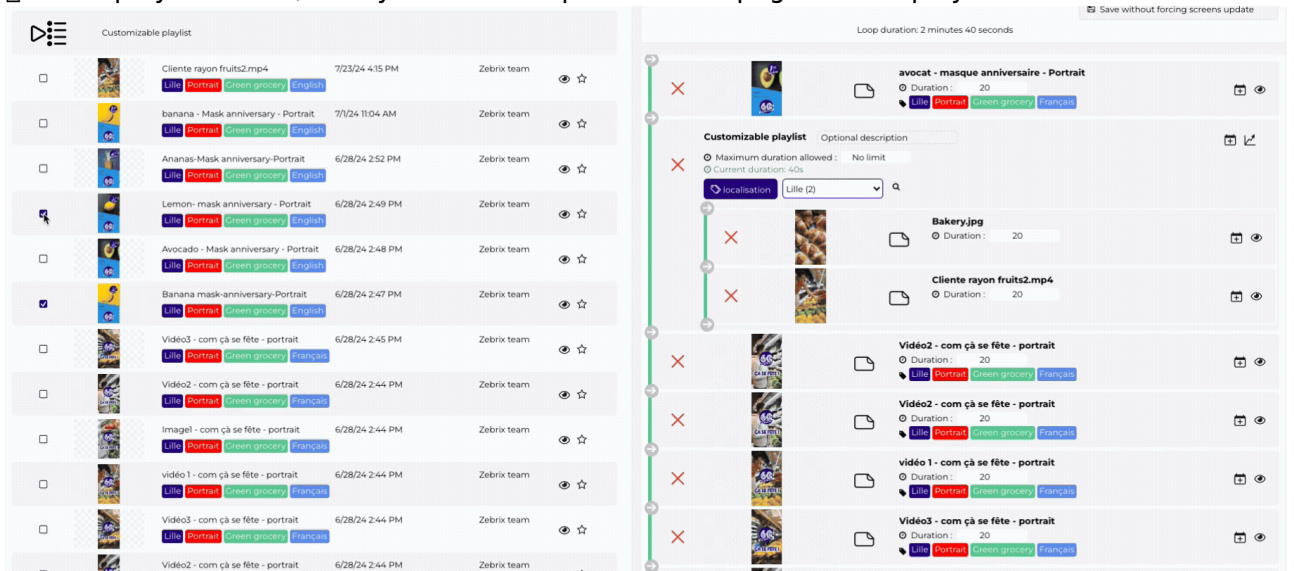 Save without forcing screens update
Customizable playlist
Loop duration: 2 minutes 40 seconds
Cliente rayon fruits2.mp4 7/23/24 4:15 PM Zebrix team
Lille Portrait Green grocery English
banana - Mask anniversary - Portrait 7/1/24 11:04 AM Zebrix team
Lille Portrait Green grocery English
Ananas-Mask anniversary-Portrait 6/28/24 2:52 PM Zebrix team
Lille Portrait Green grocery English
Lemon- mask anniversary - Portrait 6/28/24 2:49 PM Zebrix team
Lille Portrait Green grocery English
Avocado - Mask anniversary - Portrait 6/28/24 2:48 PM Zebrix team
Lille Portrait Green grocery English
Banana mask-anniversary-Portrait 6/28/24 2:47 PM Zebrix team
Lille Portrait Green grocery English
Vidéo3 - com çà se fête - portrait 6/28/24 2:45 PM Zebrix team
Lille Portrait Green grocery Français
Vidéo2 - com çà se fête - portrait 6/28/24 2:44 PM Zebrix team
Lille Portrait Green grocery Français
Image1 - com çà se fête - portrait 6/28/24 2:44 PM Zebrix team
Lille Portrait Green grocery Français
vidéo 1 - com çà se fête - portrait 6/28/24 2:44 PM Zebrix team
Lille Portrait Green grocery Français
Vidéo3 - com çà se fête - portrait 6/28/24 2:44 PM Zebrix team
Lille Portrait Green grocery Français
Vidéo2 - com çà se fête - portrait 6/28/24 2:44 PM Zebrix team
avocat - masque anniversaire - Portrait
Duration : 20
Lille Portrait Green grocery Français
Customizable playlist Optional description
Maximum duration allowed : No limit
Current duration: 40s
localisation Lille (2)
Bakery.jpg
Duration : 20
Cliente rayon fruits2.mp4
Duration : 20
Vidéo2 - com çà se fête - portrait
Duration : 20
Lille Portrait Green grocery Français
Vidéo2 - com çà se fête - portrait
Duration : 20
Lille Portrait Green grocery Français
vidéo 1 - com çà se fête - portrait
Duration : 20
Lille Portrait Green grocery Français
Vidéo3 - com çà se fête - portrait
Duration : 20
Lille Portrait Green grocery Français